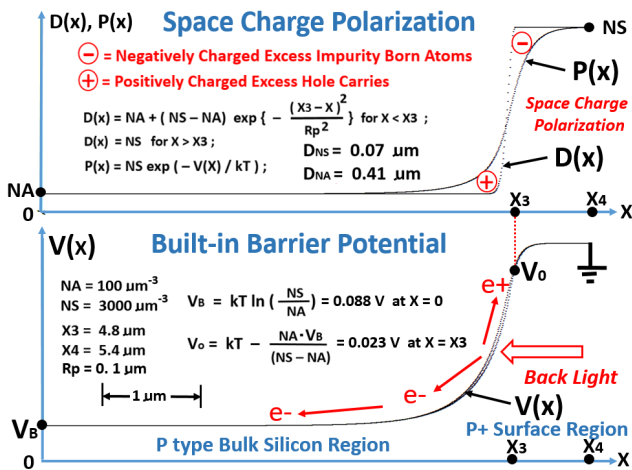 D(x), P(x)
Space Charge Polarization
NS
⊖ = Negatively Charged Excess Impurity Born Atoms
⊕ = Positively Charged Excess Hole Carries
P(x)
Space Charge
Polarization
D(x) = NA + ( NS – NA) exp { – (X3 – X)² / Rp² } for X < X3 ;
D(x) = NS for X > X3 ;
P(x) = NS exp ( – V(X) / kT ) ;
DNS = 0.07 μm
DNA = 0.41 μm
D(x)
NA
0
X3
X4
X
V(x)
Built-in Barrier Potential
NA = 100 μm⁻³
NS = 3000 μm⁻³
X3 = 4.8 μm
X4 = 5.4 μm
Rp = 0. 1 μm
VB = kT ln ( NS / NA ) = 0.088 V at X = 0
Vo = kT – NA·VB / (NS – NA) = 0.023 V at X = X3
1 μm
Vo
e+
e-
e-
Back Light
V(x)
VB
P type Bulk Silicon Region
P+ Surface Region
0
X3
X4
X